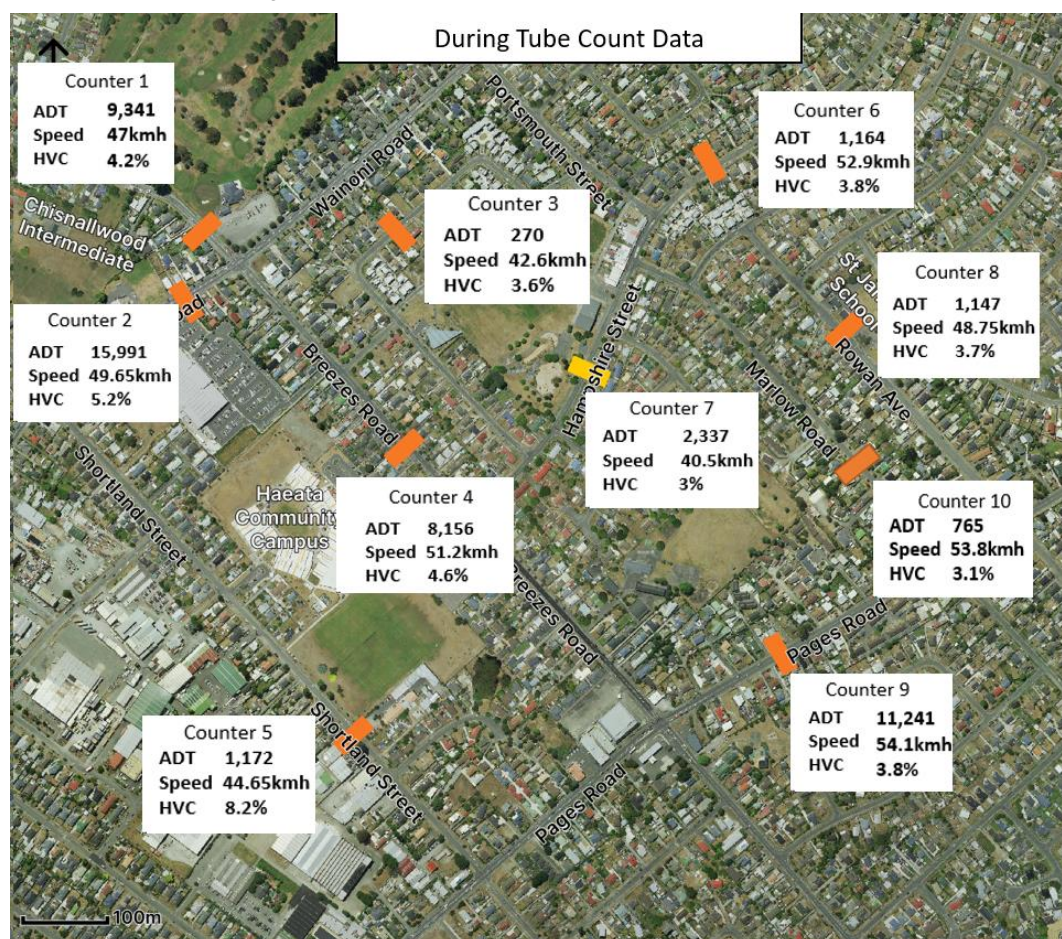 During Tube Count Data
Counter 1
ADT 9,341
Speed 47kmh
HVC 4.2%
Portsmouth Street
Counter 6
ADT 1,164
Speed 52.9kmh
HVC 3.8%
Wainoni Road
Chisnallwood
Intermediate
Counter 3
ADT 270
Speed 42.6kmh
HVC 3.6%
Counter 2
ADT 15,991
Speed 49.65kmh
HVC 5.2%
Counter 8
ADT 1,147
Speed 48.75kmh
HVC 3.7%
School
Rowan Ave
Hampshire Street
Breezes Road
Marlow Road
Counter 7
ADT 2,337
Speed 40.5kmh
HVC 3%
Shortland Street
Haeata
Community
Campus
Counter 4
ADT 8,156
Speed 51.2kmh
HVC 4.6%
Counter 10
ADT 765
Speed 53.8kmh
HVC 3.1%
Breezes Road
Pages Road
Counter 9
ADT 11,241
Speed 54.1kmh
HVC 3.8%
Counter 5
ADT 1,172
Speed 44.65kmh
HVC 8.2%
Shortland Street
Pages Road
100m